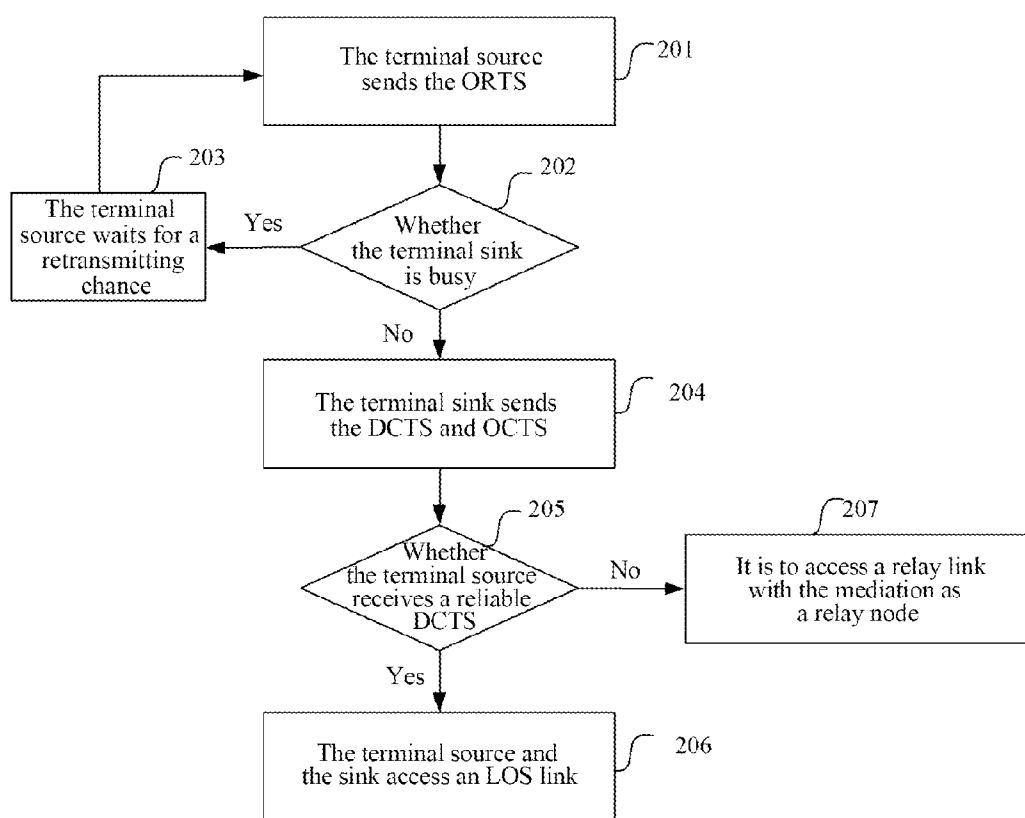 The terminal source
sends the ORTS
201
203
202
The terminal
source waits for a
retransmitting
chance
Yes
Whether
the terminal sink
is busy
No
The terminal sink sends
the DCTS and OCTS
204
205
207
Whether
the terminal source
receives a reliable
DCTS
No
It is to access a relay link
with the mediation as
a relay node
Yes
The terminal source and
the sink access an LOS link
206